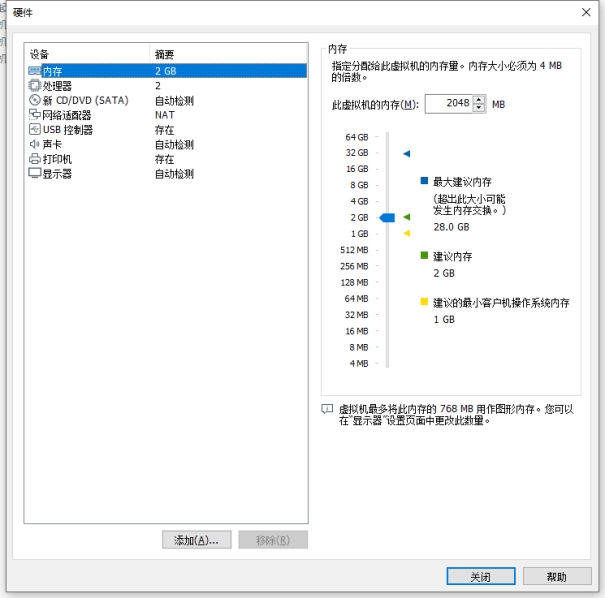 硬件
设备 摘要
内存 2 GB
处理器 2
新 CD/DVD (SATA) 自动检测
网络适配器 NAT
USB 控制器 存在
声卡 自动检测
打印机 存在
显示器 自动检测
添加(A)... 移除(R)
内存
指定分配给此虚拟机的内存量。内存大小必须为 4 MB
的倍数。
此虚拟机的内存(M): 2048 MB
64 GB
32 GB
16 GB
8 GB
4 GB
2 GB
1 GB
512 MB
256 MB
128 MB
64 MB
32 MB
16 MB
8 MB
4 MB
最大建议内存
(超出此大小可能
发生内存交换。)
28.0 GB
建议内存
2 GB
建议的最小客户机操作系统内存
1 GB
虚拟机最多将此内存的 768 MB 用作图形内存。您可以
在“显示器”设置页面中更改此数量。
关闭 帮助